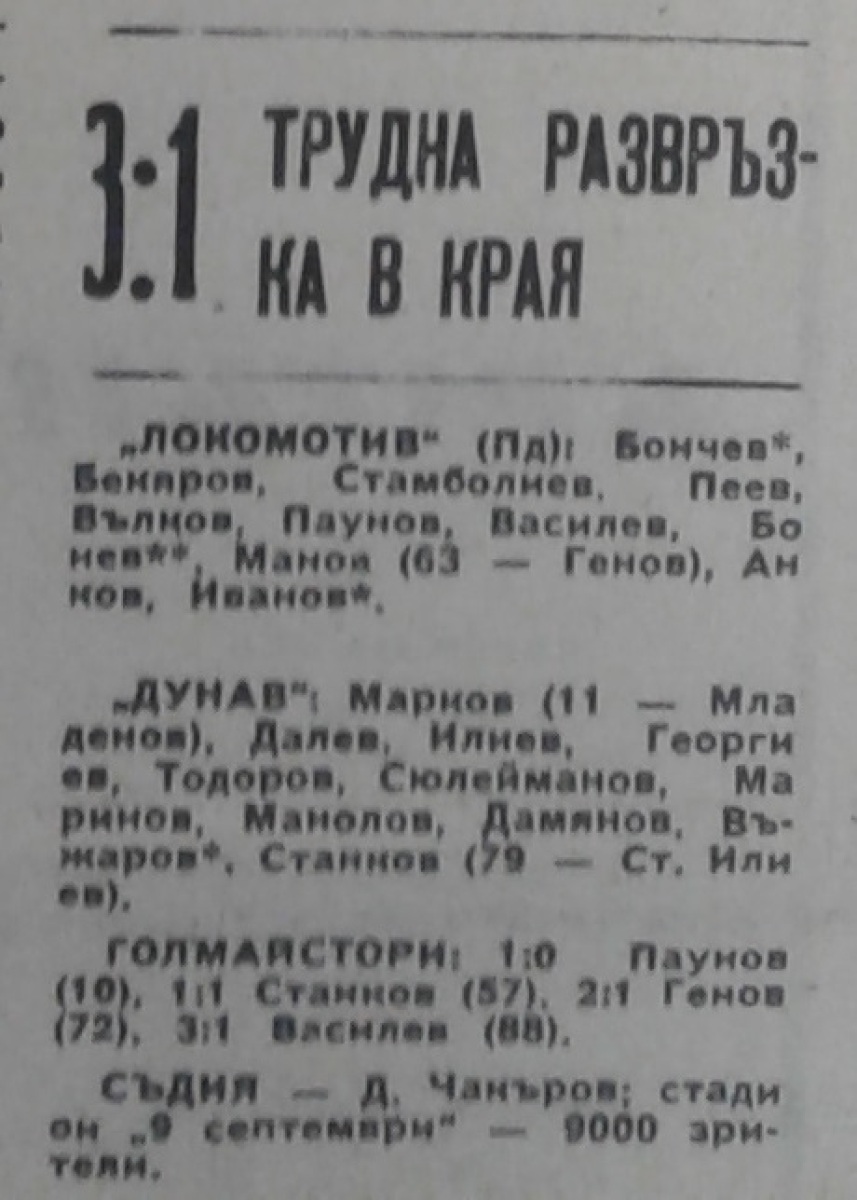 3:1 ТРУДНА РАЗВРЪЗ-
КА В КРАЯ
„ЛОКОМОТИВ“ (Пд): Бончев*,
Бекяров, Стамболиев, Пеев,
Вълков, Паунов, Василев, Бо
нев**, Манов (63 — Генов), Ан
ков, Иванов*.
„ДУНАВ“: Марков (11 — Мла
денов), Далев, Илиев, Георги
ев, Тодоров, Сюлейманов, Ма
ринов, Манолов, Дамянов, Въ-
жаров*, Станков (79 — Ст. Или
ев).
ГОЛМАЙСТОРИ: 1:0 Паунов
(10), 1:1 Станков (57), 2:1 Генов
(72), 3:1 Василев (88).
СЪДИЯ — Д. Чанъров; стади
он „9 септември“ — 9000 зри-
тели.